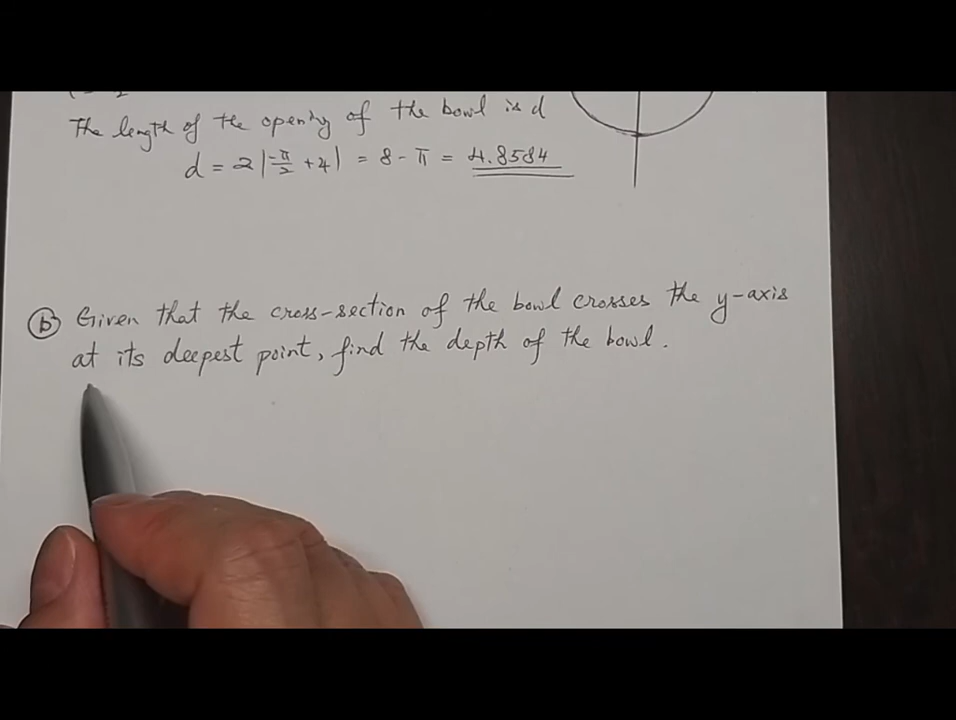 The length of the opening of the bowl is d
d = 2 |-π/2 + 4| = 8 - π = 4.8584
(b) Given that the cross-section of the bowl crosses the y-axis
at its deepest point, find the depth of the bowl.